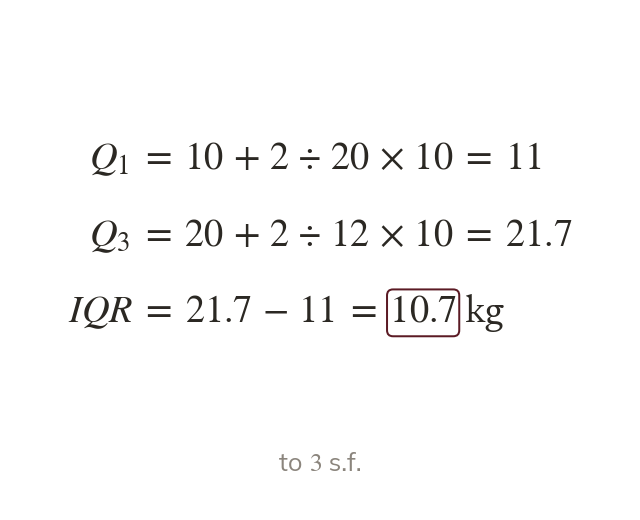 Q₁ = 10 + 2 ÷ 20 × 10 = 11
Q₃ = 20 + 2 ÷ 12 × 10 = 21.7
IQR = 21.7 − 11 = 10.7 kg
to 3 s.f.